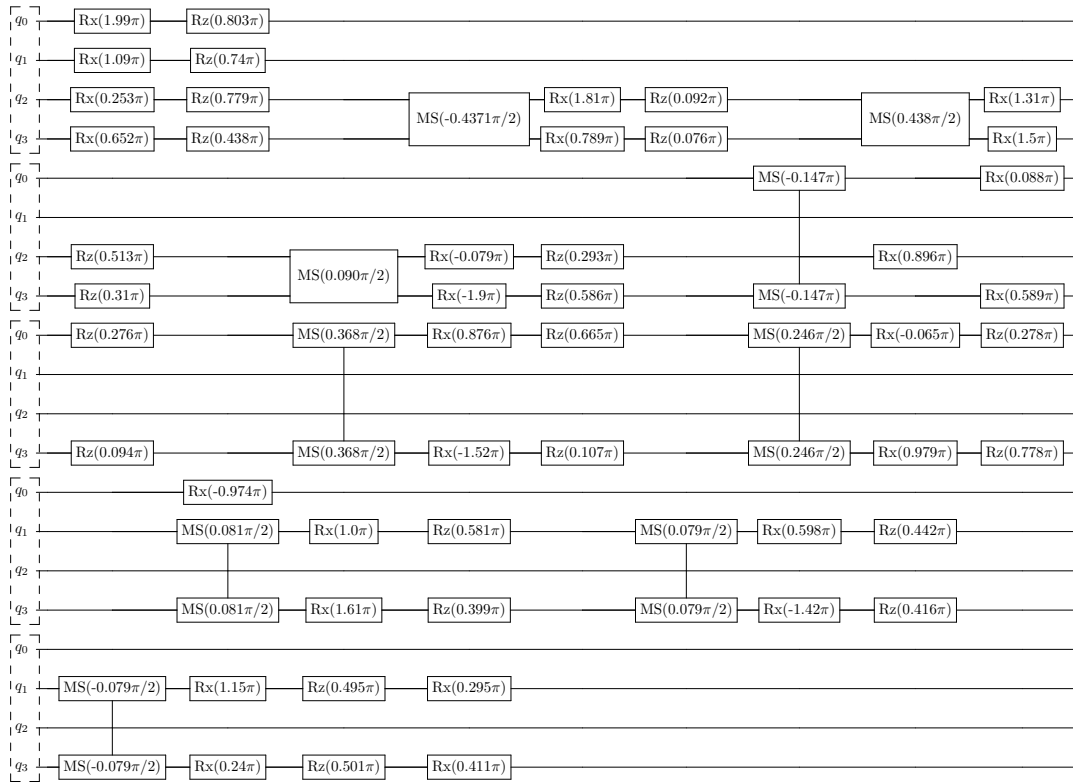 q₀ Rx(1.99π) Rz(0.803π)
q₁ Rx(1.09π) Rz(0.74π)
q₂ Rx(0.253π) Rz(0.779π) MS(-0.4371π/2) Rx(1.81π) Rz(0.092π) MS(0.438π/2) Rx(1.31π)
q₃ Rx(0.652π) Rz(0.438π) Rx(0.789π) Rz(0.076π) Rx(1.5π)
q₀ MS(-0.147π) Rx(0.088π)
q₁
q₂ Rz(0.513π) MS(0.090π/2) Rx(-0.079π) Rz(0.293π) Rx(0.896π)
q₃ Rz(0.31π) Rx(-1.9π) Rz(0.586π) MS(-0.147π) Rx(0.589π)
q₀ Rz(0.276π) MS(0.368π/2) Rx(0.876π) Rz(0.665π) MS(0.246π/2) Rx(-0.065π) Rz(0.278π)
q₁
q₂
q₃ Rz(0.094π) MS(0.368π/2) Rx(-1.52π) Rz(0.107π) MS(0.246π/2) Rx(0.979π) Rz(0.778π)
q₀ Rx(-0.974π)
q₁ MS(0.081π/2) Rx(1.0π) Rz(0.581π) MS(0.079π/2) Rx(0.598π) Rz(0.442π)
q₂
q₃ MS(0.081π/2) Rx(1.61π) Rz(0.399π) MS(0.079π/2) Rx(-1.42π) Rz(0.416π)
q₀
q₁ MS(-0.079π/2) Rx(1.15π) Rz(0.495π) Rx(0.295π)
q₂
q₃ MS(-0.079π/2) Rx(0.24π) Rz(0.501π) Rx(0.411π)